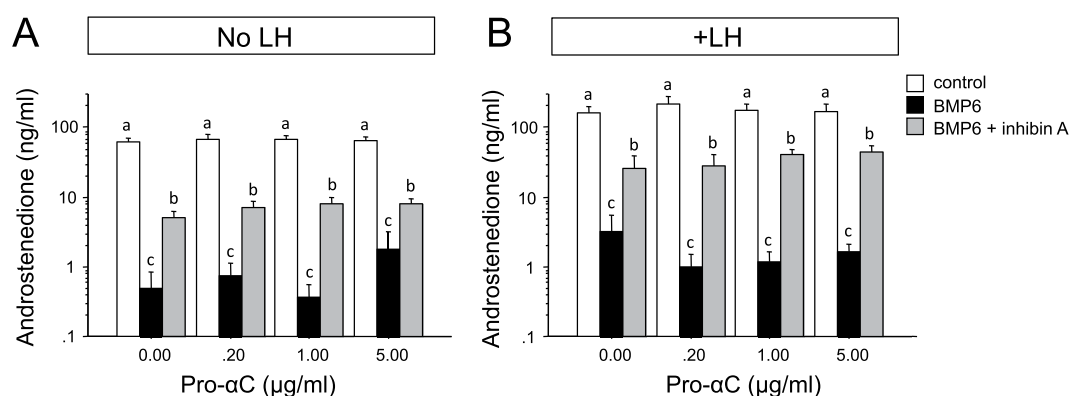 A
No LH
Androstenedione (ng/ml)
100
10
1
.1
a
b
c
a
b
c
a
b
c
a
b
c
0.00
.20
1.00
5.00
Pro-αC (µg/ml)
B
+LH
Androstenedione (ng/ml)
100
10
1
.1
a
b
c
a
b
c
a
b
c
a
b
c
0.00
.20
1.00
5.00
Pro-αC (µg/ml)
control
BMP6
BMP6 + inhibin A